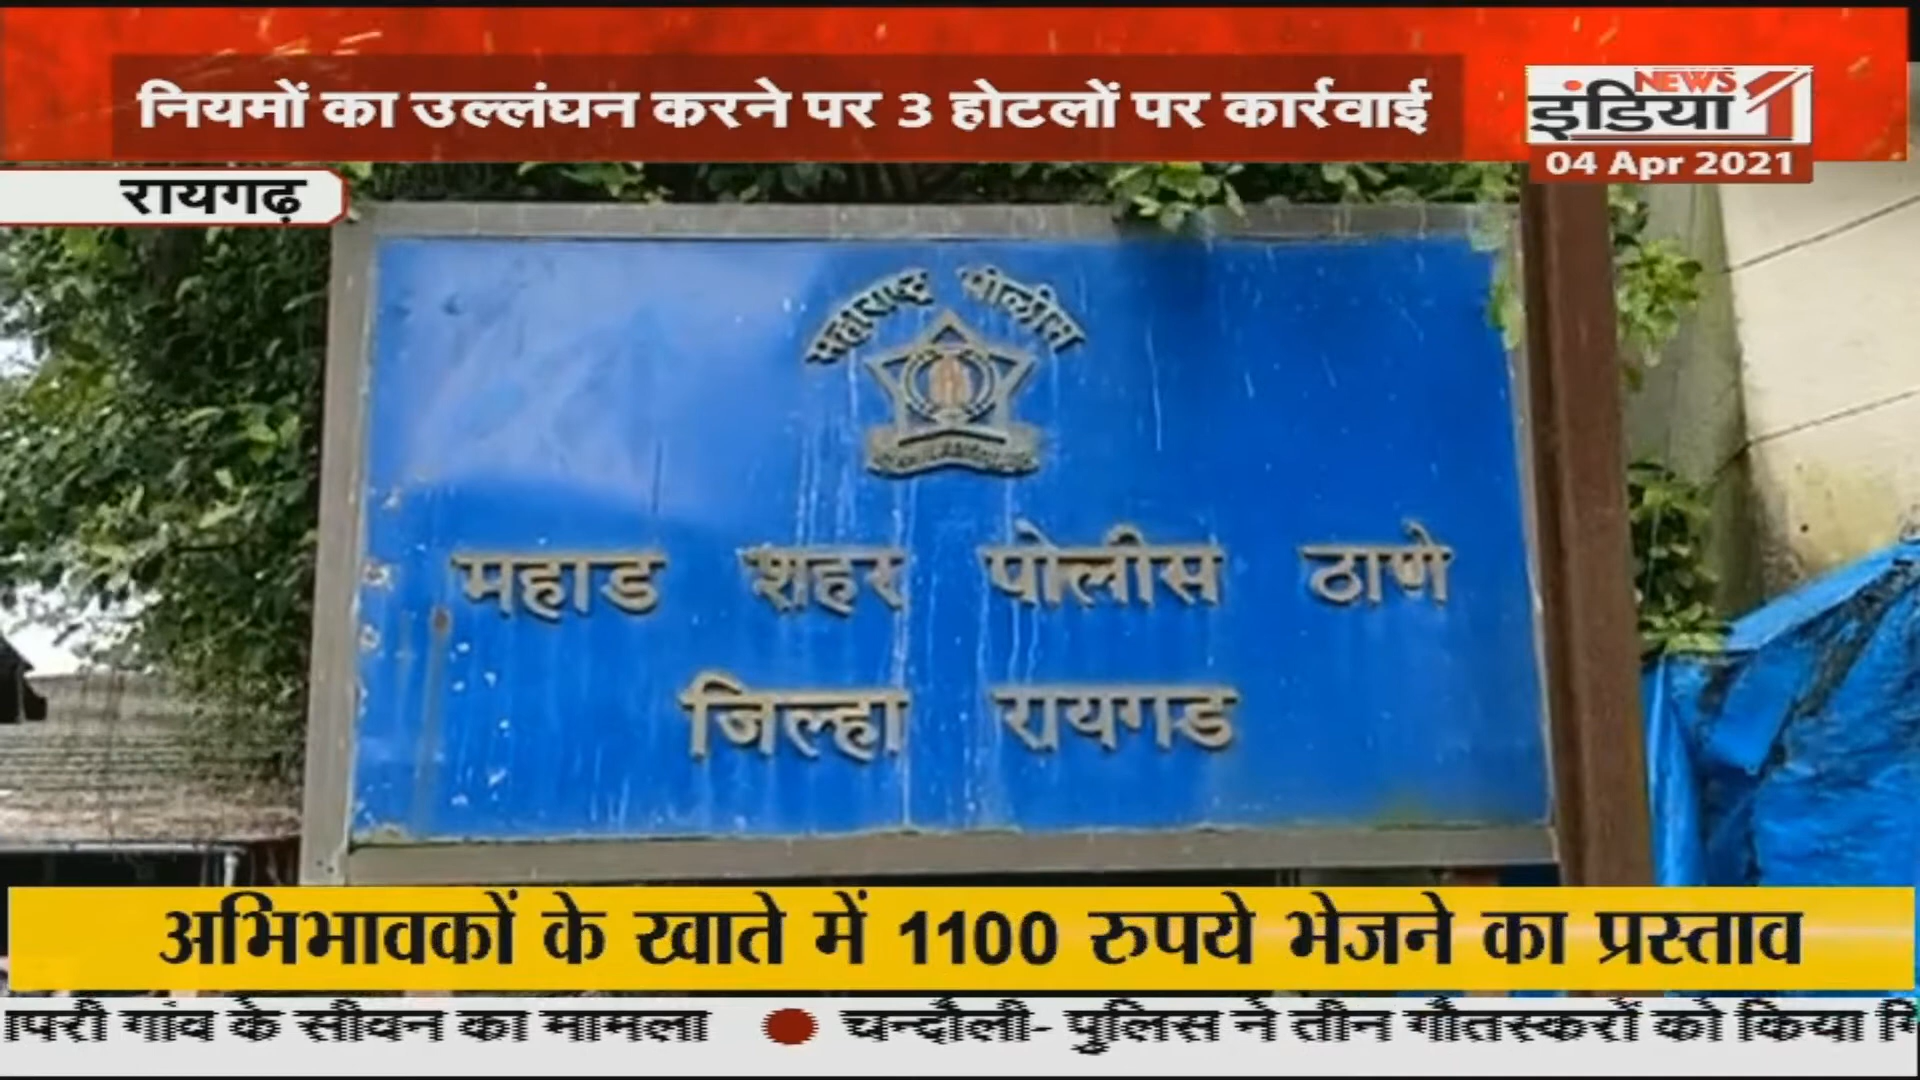 नियमों का उल्लंघन करने पर 3 होटलों पर कार्रवाई
NEWS
इंडिया 1
04 Apr 2021
रायगढ़
महाराष्ट्र पोलीस
महाड शहर पोलीस ठाणे
जिल्हा रायगड
अभिभावकों के खाते में 1100 रुपये भेजने का प्रस्ताव
गांव के सीवन का मामला ● चन्दौली- पुलिस ने तीन गौतस्करों को किया